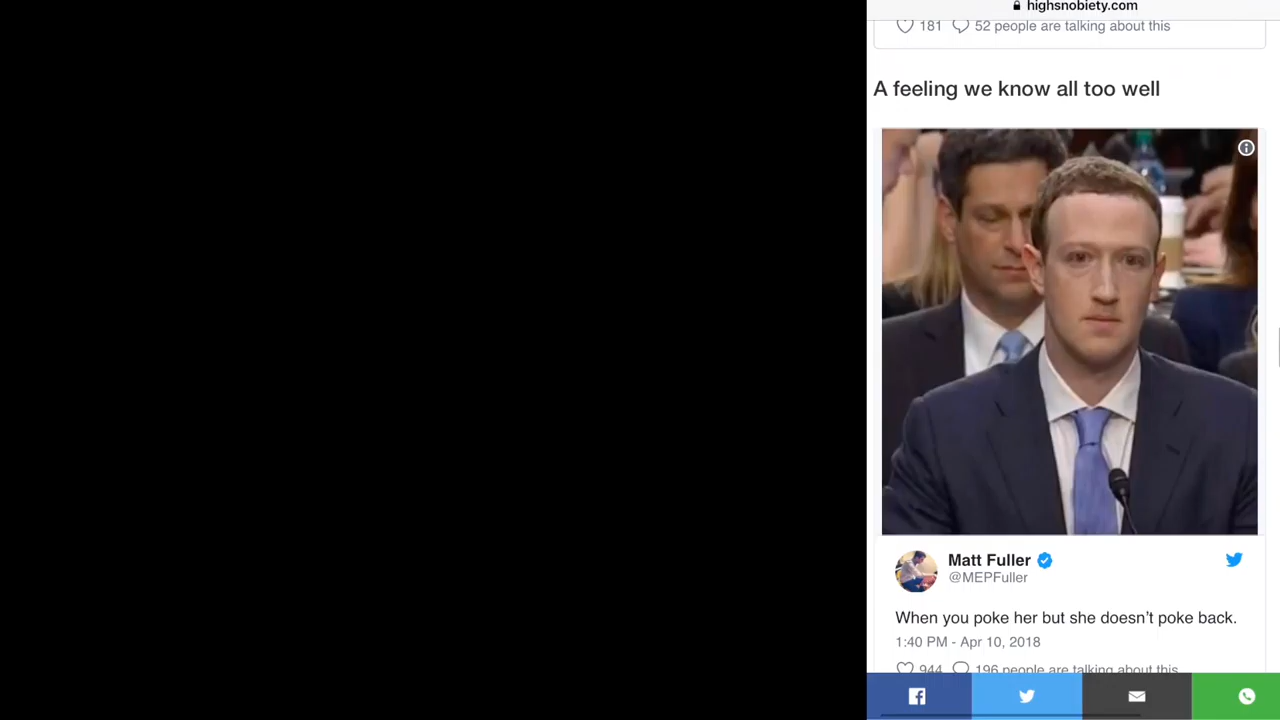 highsnobiety.com
181 52 people are talking about this
A feeling we know all too well
Matt Fuller
@MEPFuller
When you poke her but she doesn’t poke back.
1:40 PM - Apr 10, 2018
944 196 people are talking about this